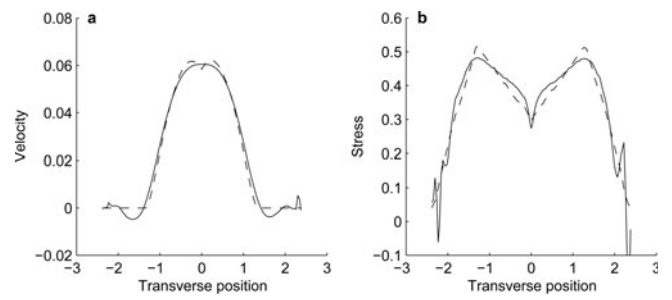 a
0.08
0.06
0.04
0.02
0
−0.02
Velocity
−3 −2 −1 0 1 2 3
Transverse position
b
0.6
0.5
0.4
0.3
0.2
0.1
0
−0.1
Stress
−3 −2 −1 0 1 2 3
Transverse position